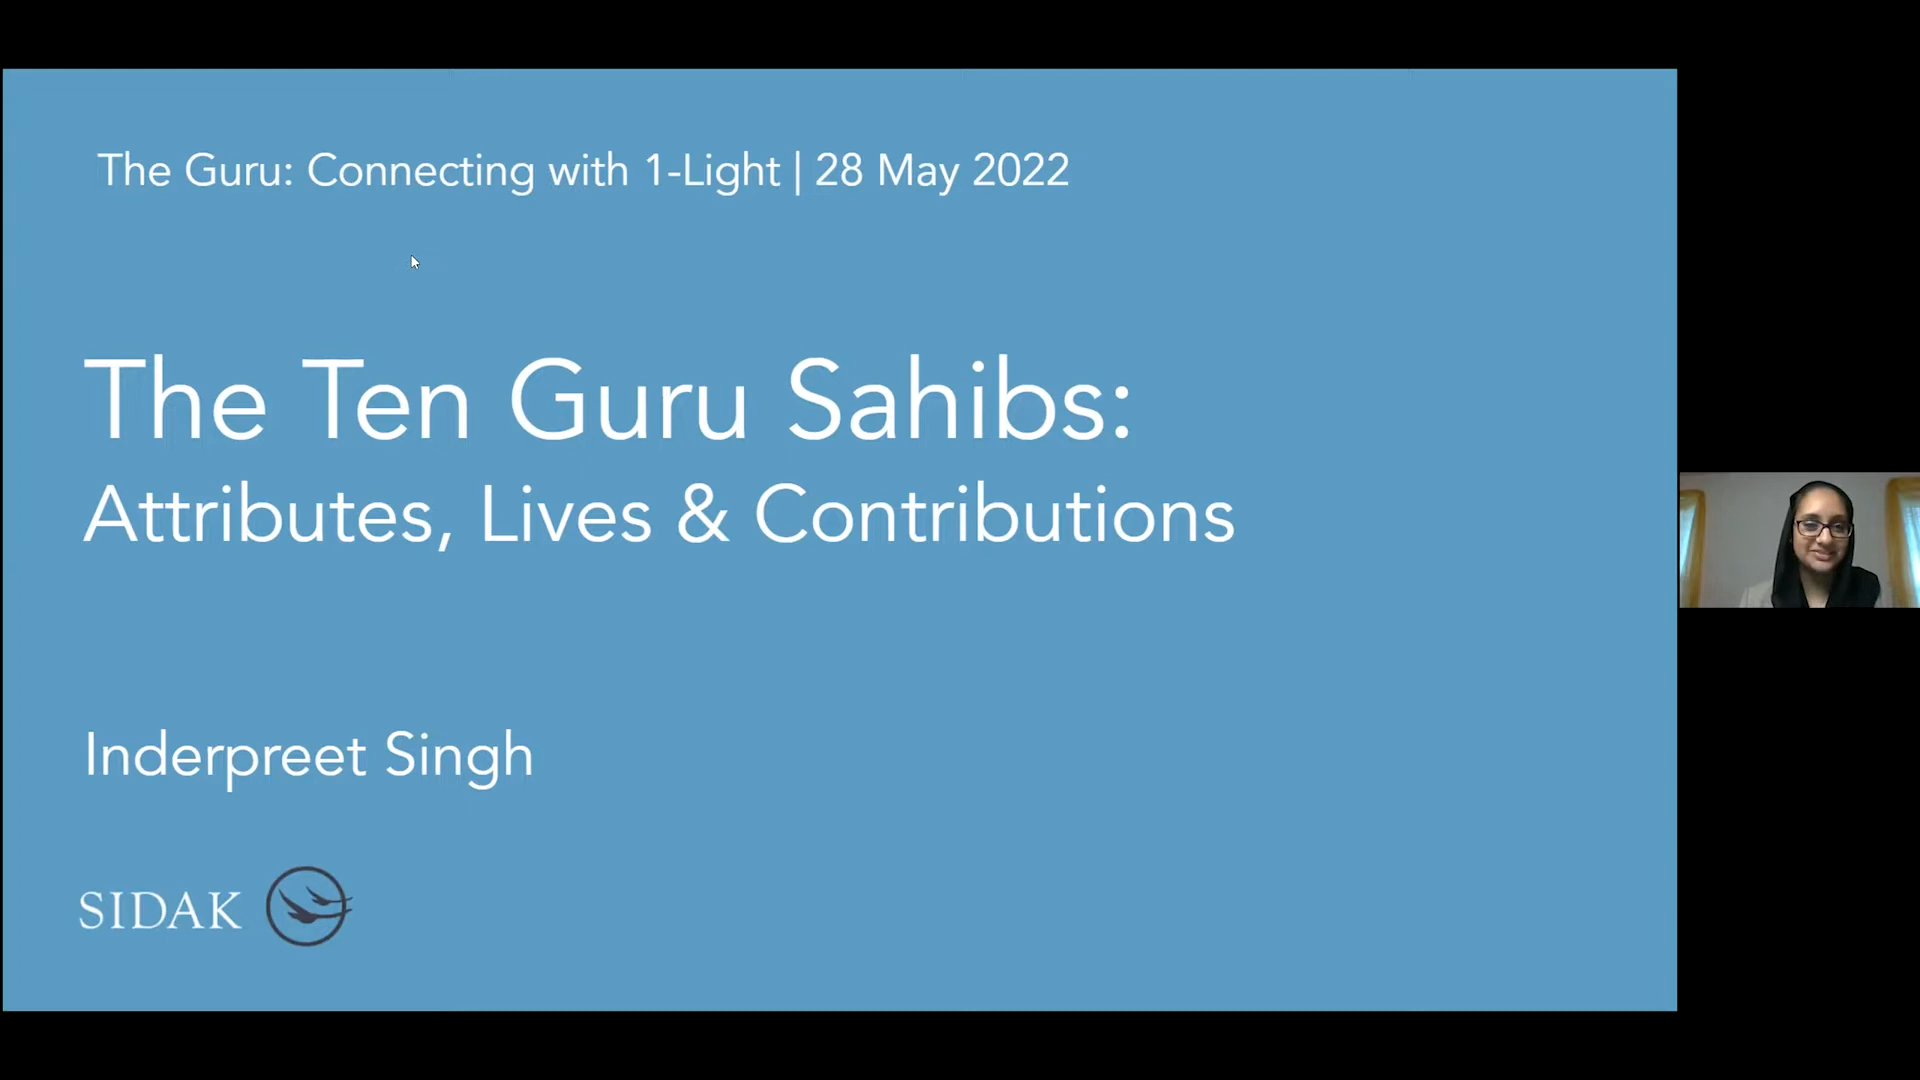 The Guru: Connecting with 1-Light | 28 May 2022
The Ten Guru Sahibs:
Attributes, Lives & Contributions
Inderpreet Singh
SIDAK